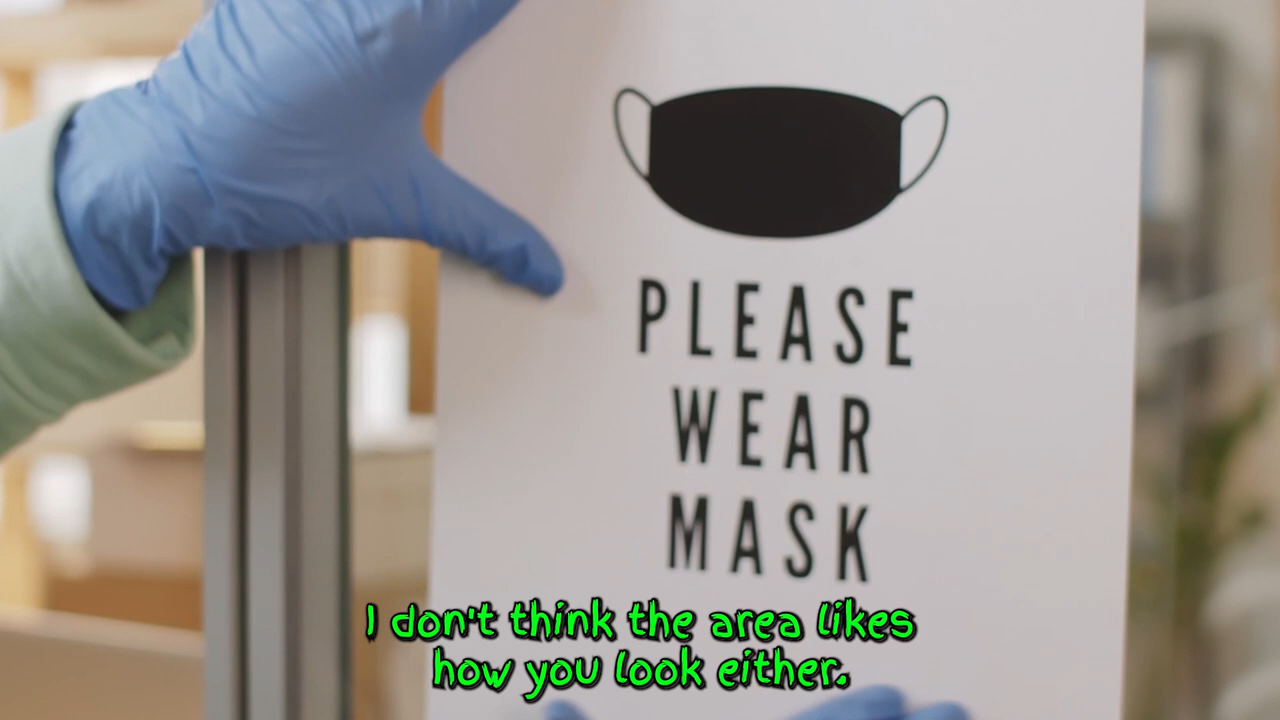 PLEASE
WEAR
MASK
I don't think the area likes
how you look either.